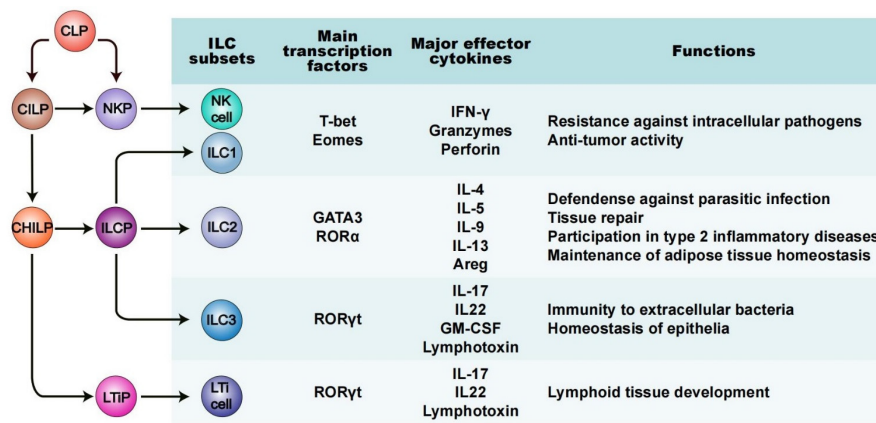 CLP
CILP
NKP
CHILP
ILCP
LTiP
ILC
subsets
Main
transcription
factors
Major effector
cytokines
Functions
NK
cell
ILC1
T-bet
Eomes
IFN-γ
Granzymes
Perforin
Resistance against intracellular pathogens
Anti-tumor activity
ILC2
GATA3
RORα
IL-4
IL-5
IL-9
IL-13
Areg
Defendense against parasitic infection
Tissue repair
Participation in type 2 inflammatory diseases
Maintenance of adipose tissue homeostasis
ILC3
RORγt
IL-17
IL22
GM-CSF
Lymphotoxin
Immunity to extracellular bacteria
Homeostasis of epithelia
LTi
cell
RORγt
IL-17
IL22
Lymphotoxin
Lymphoid tissue development